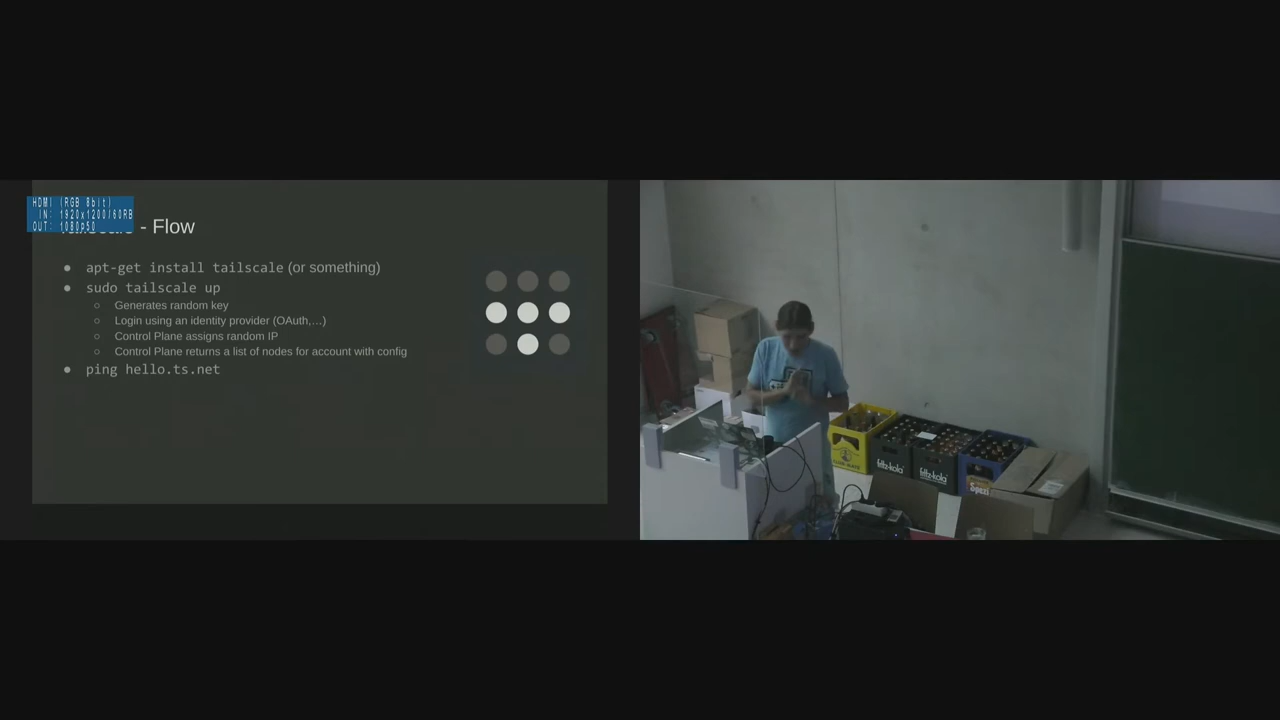 HDMI (RGB 8bit)
IN: 1920x1200/60RB
OUT: 1080p50
- Flow
● apt-get install tailscale (or something)
● sudo tailscale up
○ Generates random key
○ Login using an identity provider (OAuth,...)
○ Control Plane assigns random IP
○ Control Plane returns a list of nodes for account with config
● ping hello.ts.net
fritz-kola
fritz-kola
Spezi